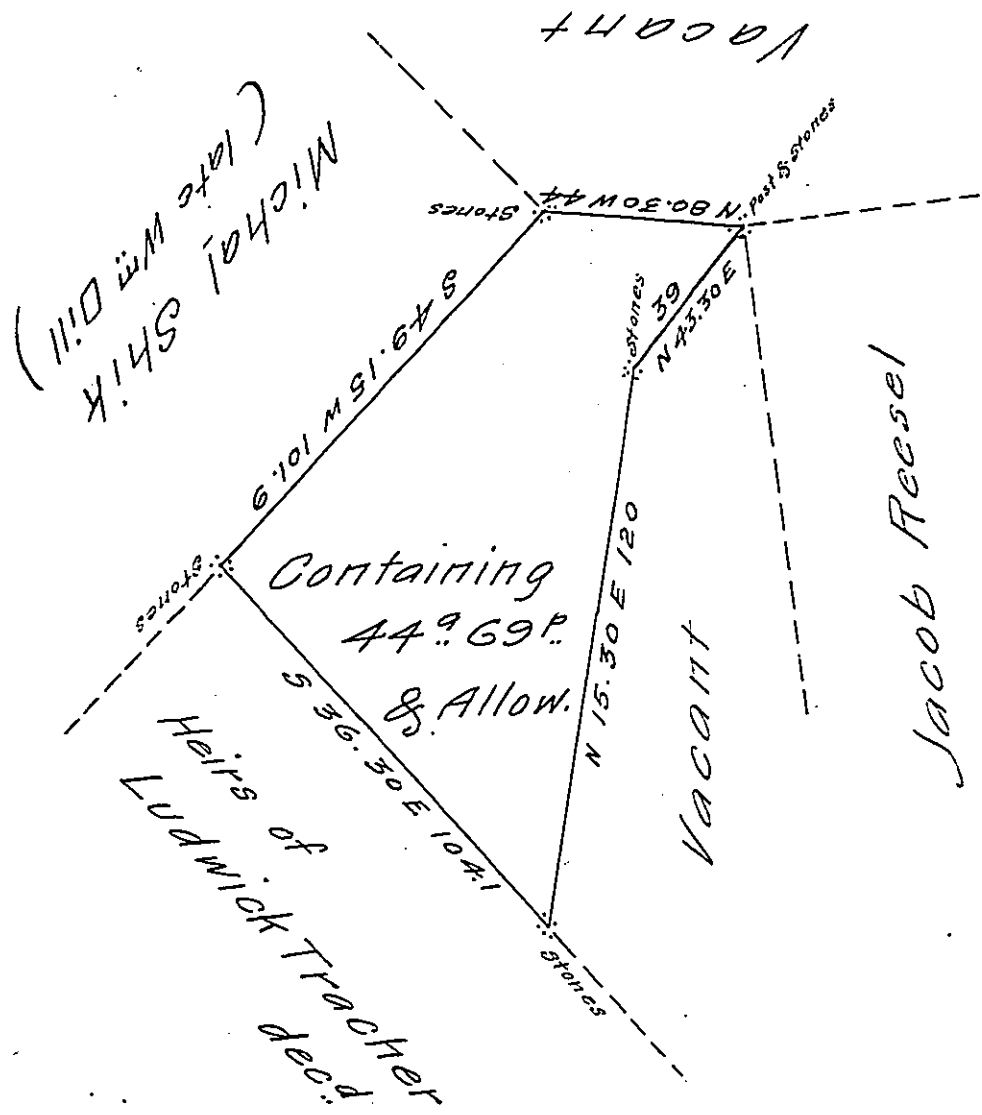 Vacant
Michal Shik
(late Wm Dill)
Stones
N 80.30 W 44
Post & Stones
Stones
39
N 43.30 E
S 49.15 W 101.9
Stones
Containing
44a 69p.
& Allow.
N 15.30 E 120
S 36.30 E 104.1
Vacant
Jacob Reesel
Heirs of
Ludwick Tracher
decd
Stones